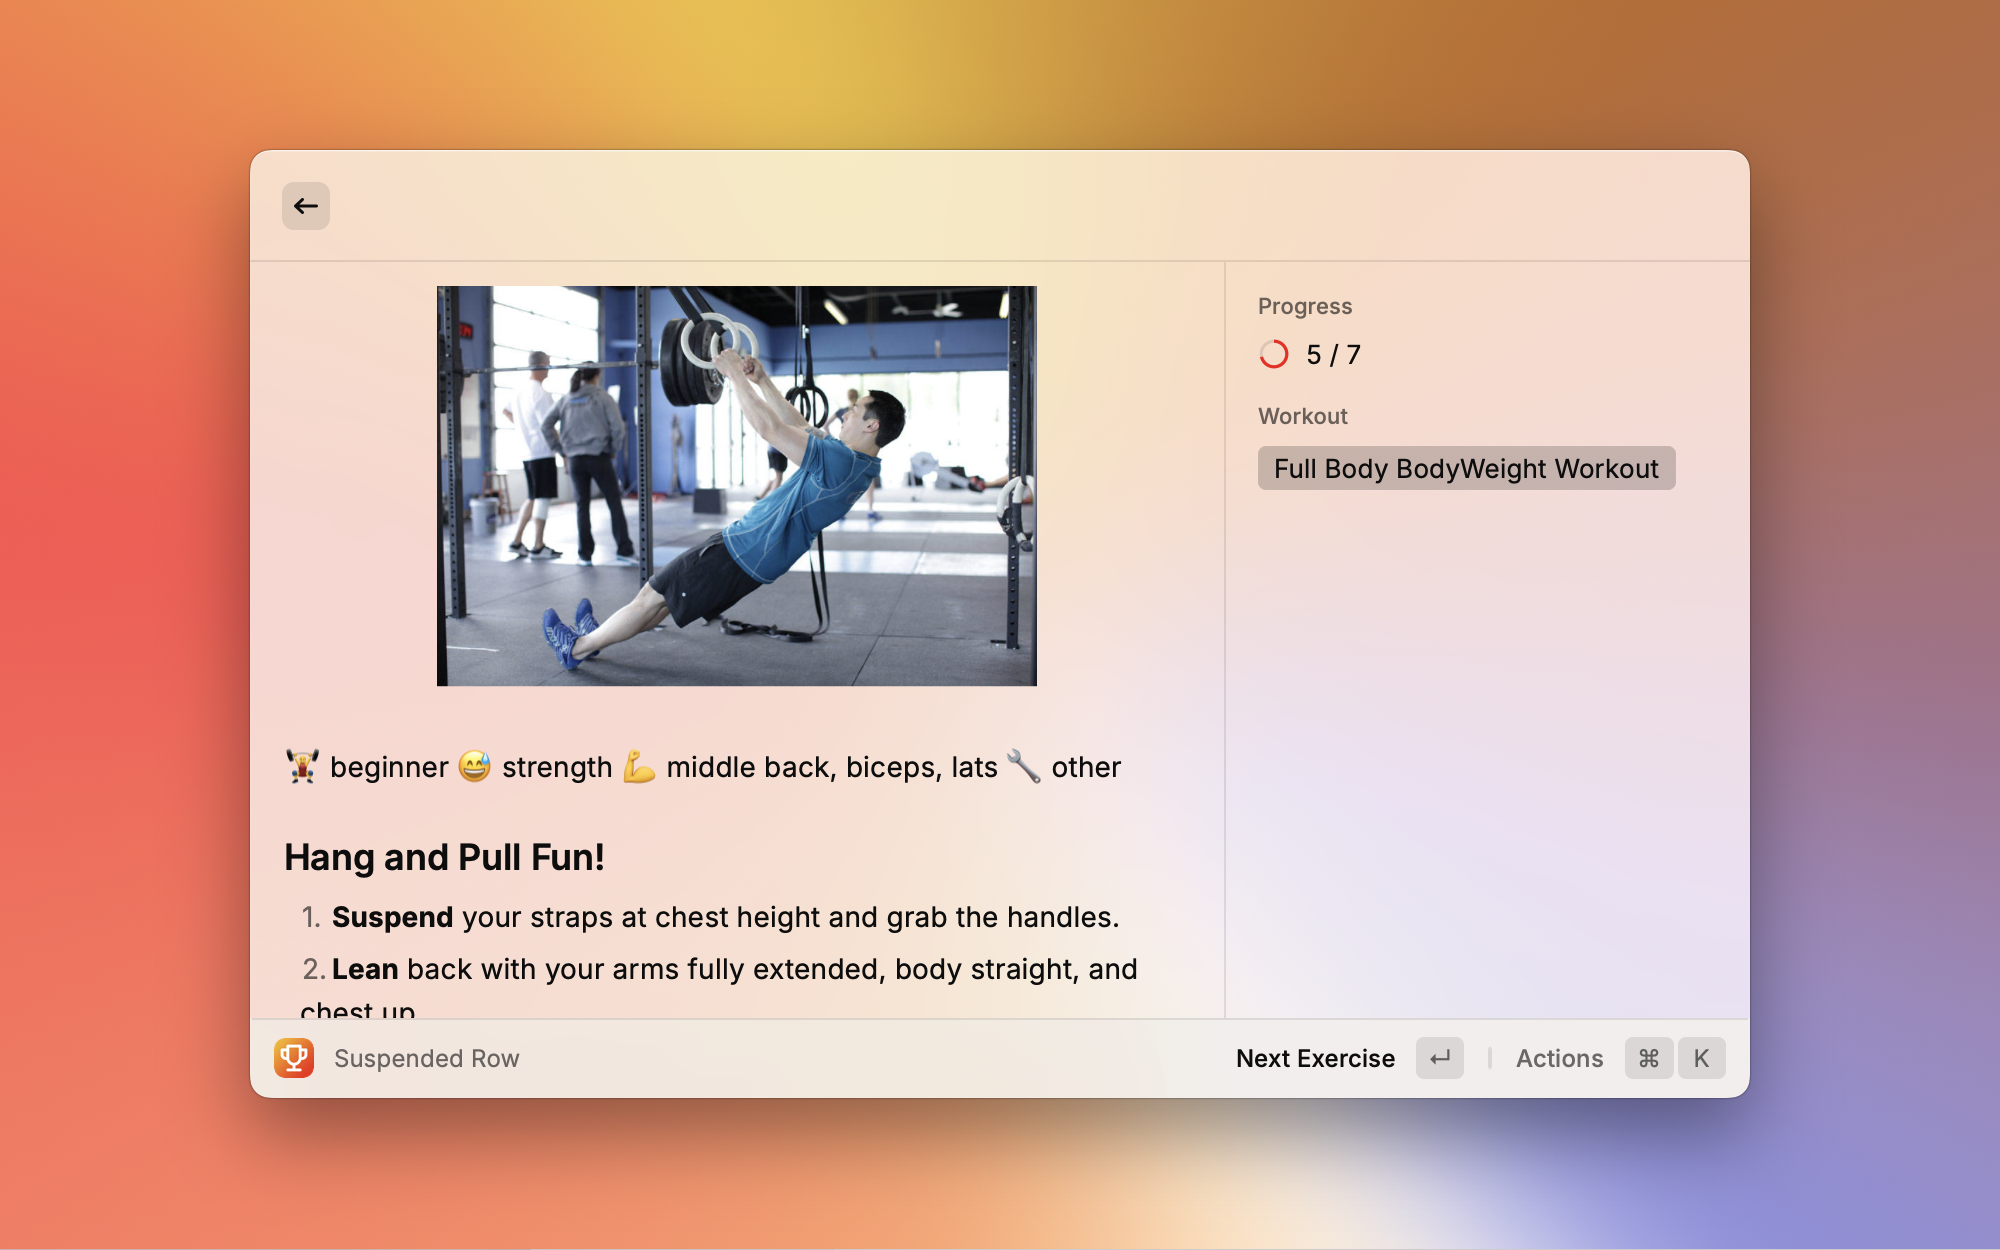 Progress
5 / 7
Workout
Full Body BodyWeight Workout
beginner strength middle back, biceps, lats other
Hang and Pull Fun!
1. Suspend your straps at chest height and grab the handles.
2. Lean back with your arms fully extended, body straight, and
chest up
Suspended Row
Next Exercise ↵ Actions ⌘ K